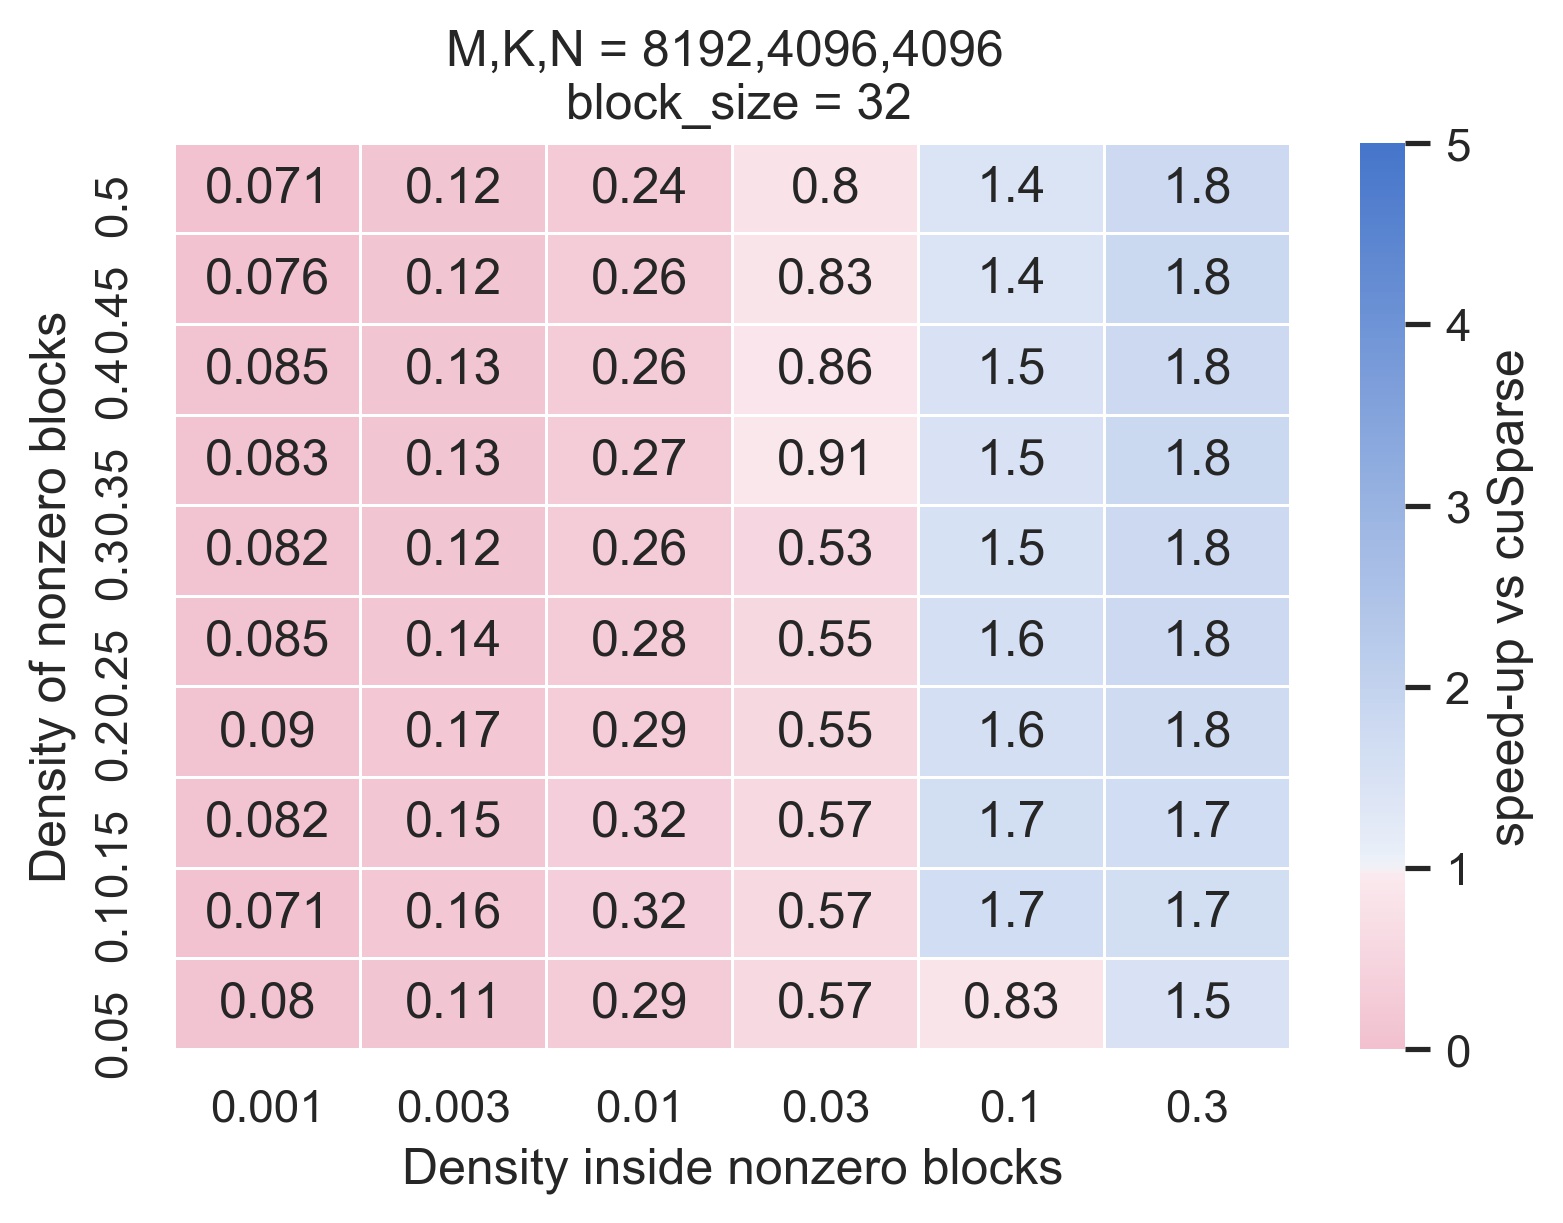 M,K,N = 8192,4096,4096
block_size = 32
Density of nonzero blocks
0.5 0.071 0.12 0.24 0.8 1.4 1.8
0.45 0.076 0.12 0.26 0.83 1.4 1.8
0.4 0.085 0.13 0.26 0.86 1.5 1.8
0.35 0.083 0.13 0.27 0.91 1.5 1.8
0.3 0.082 0.12 0.26 0.53 1.5 1.8
0.25 0.085 0.14 0.28 0.55 1.6 1.8
0.2 0.09 0.17 0.29 0.55 1.6 1.8
0.15 0.082 0.15 0.32 0.57 1.7 1.7
0.1 0.071 0.16 0.32 0.57 1.7 1.7
0.05 0.08 0.11 0.29 0.57 0.83 1.5
0.001 0.003 0.01 0.03 0.1 0.3
Density inside nonzero blocks
5
4
3
2
1
0
speed-up vs cuSparse